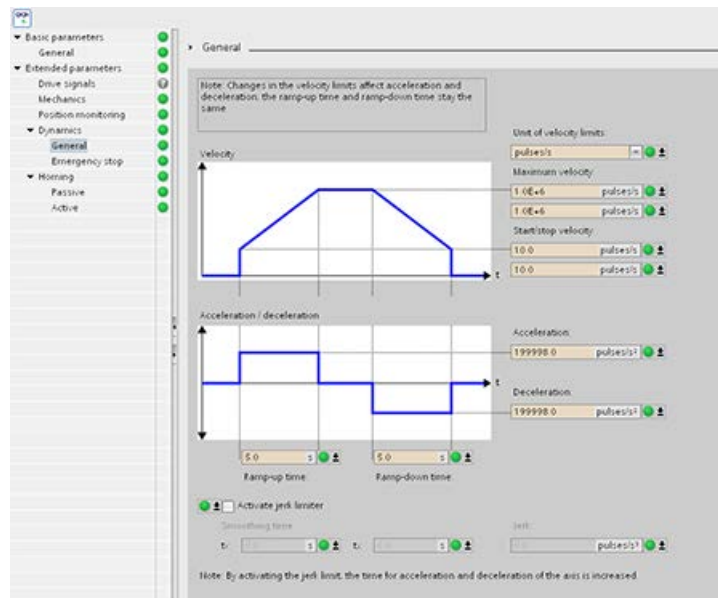 Basic parameters
General
Extended parameters
Drive signals
Mechanics
Position monitoring
Dynamics
General
Emergency stop
Homing
Passive
Active
General
Note: Changes in the velocity limits affect acceleration and
deceleration; the ramp-up time and ramp-down time stay the
same
Unit of velocity limits:
pulses/s
Velocity
Maximum velocity
1.0E+6 pulses/s
1.0E+6 pulses/s
Start/stop velocity
10.0 pulses/s
10.0 pulses/s
t
Acceleration / deceleration
Acceleration:
199998.0 pulses/s²
t
Deceleration:
199998.0 pulses/s²
5.0 s
5.0 s
Ramp-up time:
Ramp-down time:
Activate jerk limiter
Smoothing time
Jerk:
s
s
pulses/s³
Note: By activating the jerk limit, the time for acceleration and deceleration of the axis is increased.